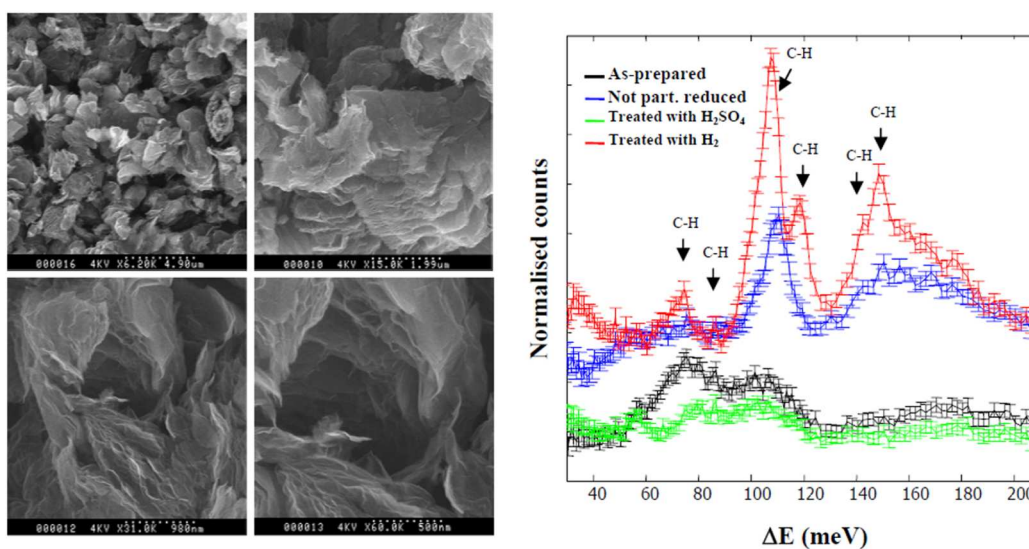 000016 4KV X6.20K 4.90um
000010 4KV X15.0K 1.99um
000012 4KV X31.0K 980nm
000013 4KV X60.0K 500nm
As-prepared
Not part. reduced
Treated with H₂SO₄
Treated with H₂
C-H
C-H
C-H
C-H
C-H
C-H
Normalised counts
40 60 80 100 120 140 160 180 200
ΔE (meV)